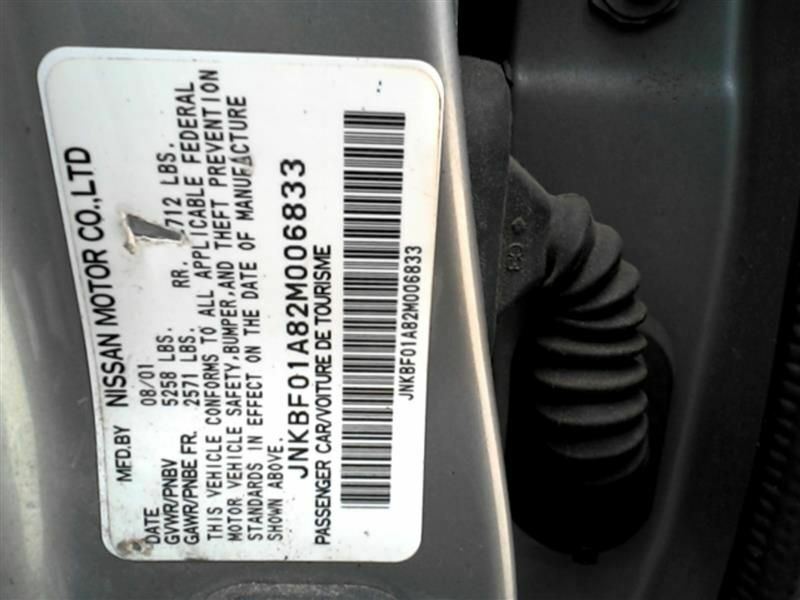 MFD.BY NISSAN MOTOR CO.,LTD
DATE 08/01
GVWR/PNBV 5258 LBS.
GAWR/PNBE FR. 2571 LBS. RR. 712 LBS.
THIS VEHICLE CONFORMS TO ALL APPLICABLE FEDERAL
MOTOR VEHICLE SAFETY,BUMPER,AND THEFT PREVENTION
STANDARDS IN EFFECT ON THE DATE OF MANUFACTURE
SHOWN ABOVE.
JNKBF01A82M006833
PASSENGER CAR/VOITURE DE TOURISME
JNKBF01A82M006833